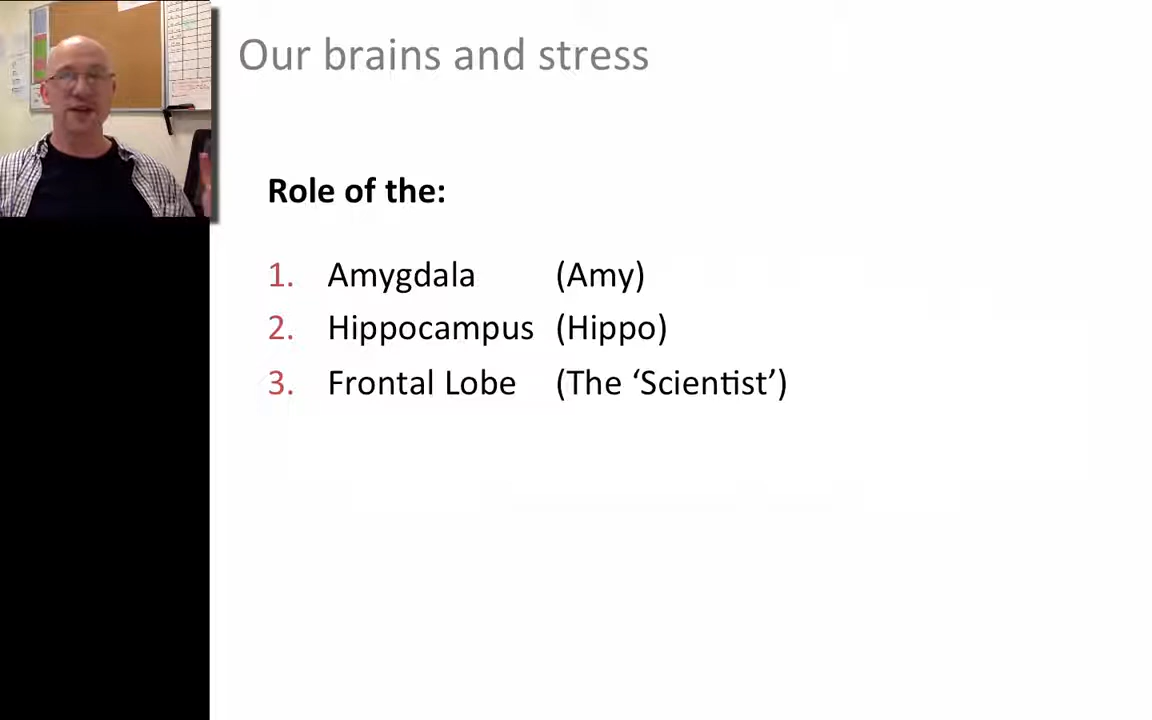 Our brains and stress
Role of the:
1. Amygdala (Amy)
2. Hippocampus (Hippo)
3. Frontal Lobe (The ‘Scientist’)